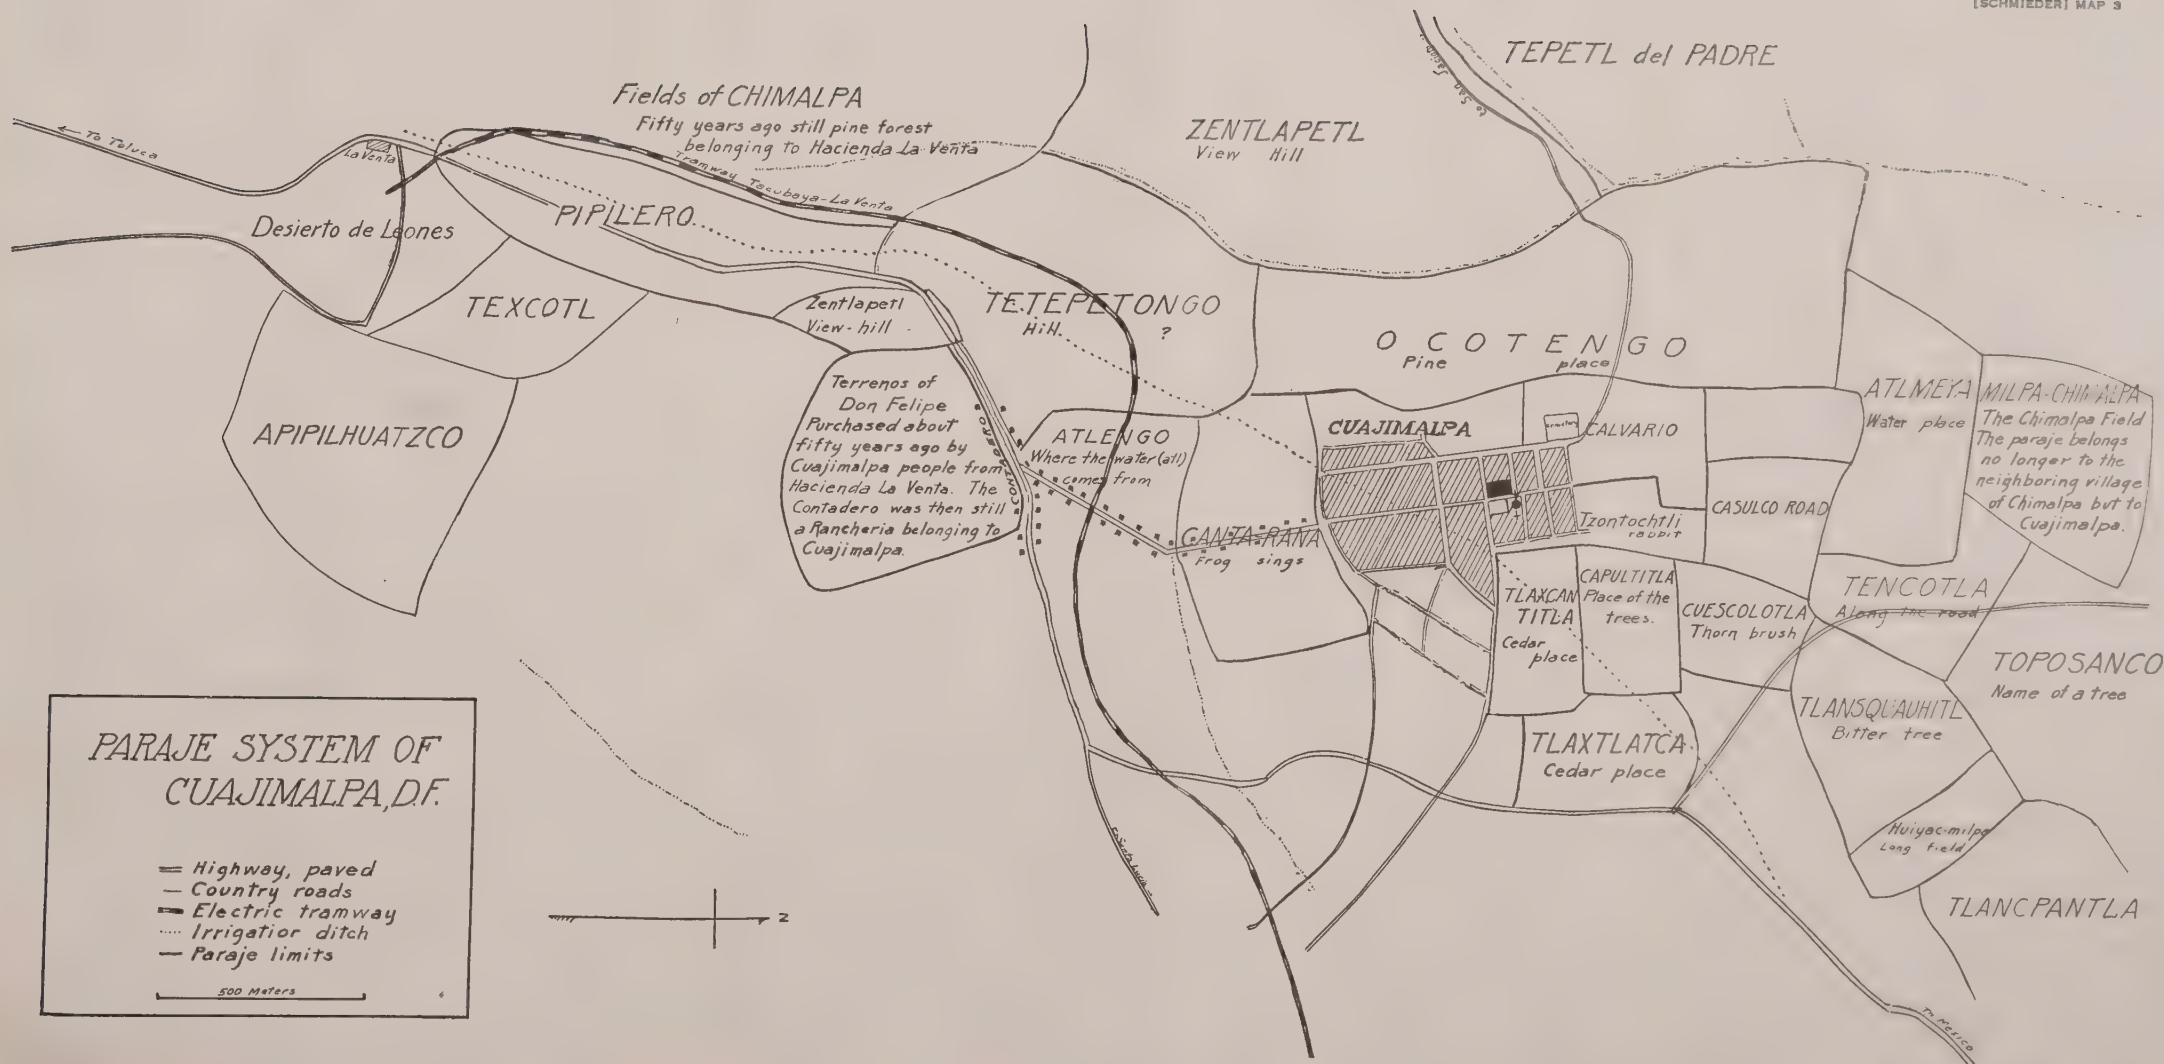 [SCHMIEDER] MAP 3
TEPETL del PADRE
to San Jacinto
Fields of CHIMALPA
Fifty years ago still pine forest
belonging to Hacienda La Venta
ZENTLAPETL
View Hill
← To Toluca
La Venta
Tramway Tacubaya-La Venta
Desierto de Leones
PIPILERO
TEXCOTL
Zentlapetl
View-hill
TETEPETONGO
Hill.
?
OCOTENGO
Pine place
APIPILHUATZCO
Terrenos of
Don Felipe
Purchased about
fifty years ago by
Cuajimalpa people from
Hacienda La Venta. The
Contadero was then still
a Rancheria belonging to
Cuajimalpa.
CONTADERO
ATLENGO
Where the water (atl)
comes from
CANTA-RANA
Frog sings
CUAJIMALPA
CALVARIO
ATLMEYA
Water place
MILPA-CHIMALPA
The Chimalpa Field
The paraje belongs
no longer to the
neighboring village
of Chimalpa but to
Cuajimalpa.
CASULCO ROAD
Tzontochtli
rabbit
TLAXCAN
TITLA
Cedar
place
CAPULTITLA
Place of the
trees.
CUESCOLOTLA
Thorn brush
TENCOTLA
Along the road
TOPOSANCO
Name of a tree
TLANSQUAUHITL
Bitter tree
TLAXTLATCA
Cedar place
Huiyac-milpa
Long field
TLANCPANTLA
To Mexico
PARAJE SYSTEM OF
CUAJIMALPA, D.F.
Highway, paved
Country roads
Electric tramway
Irrigatior ditch
Paraje limits
500 Meters
N